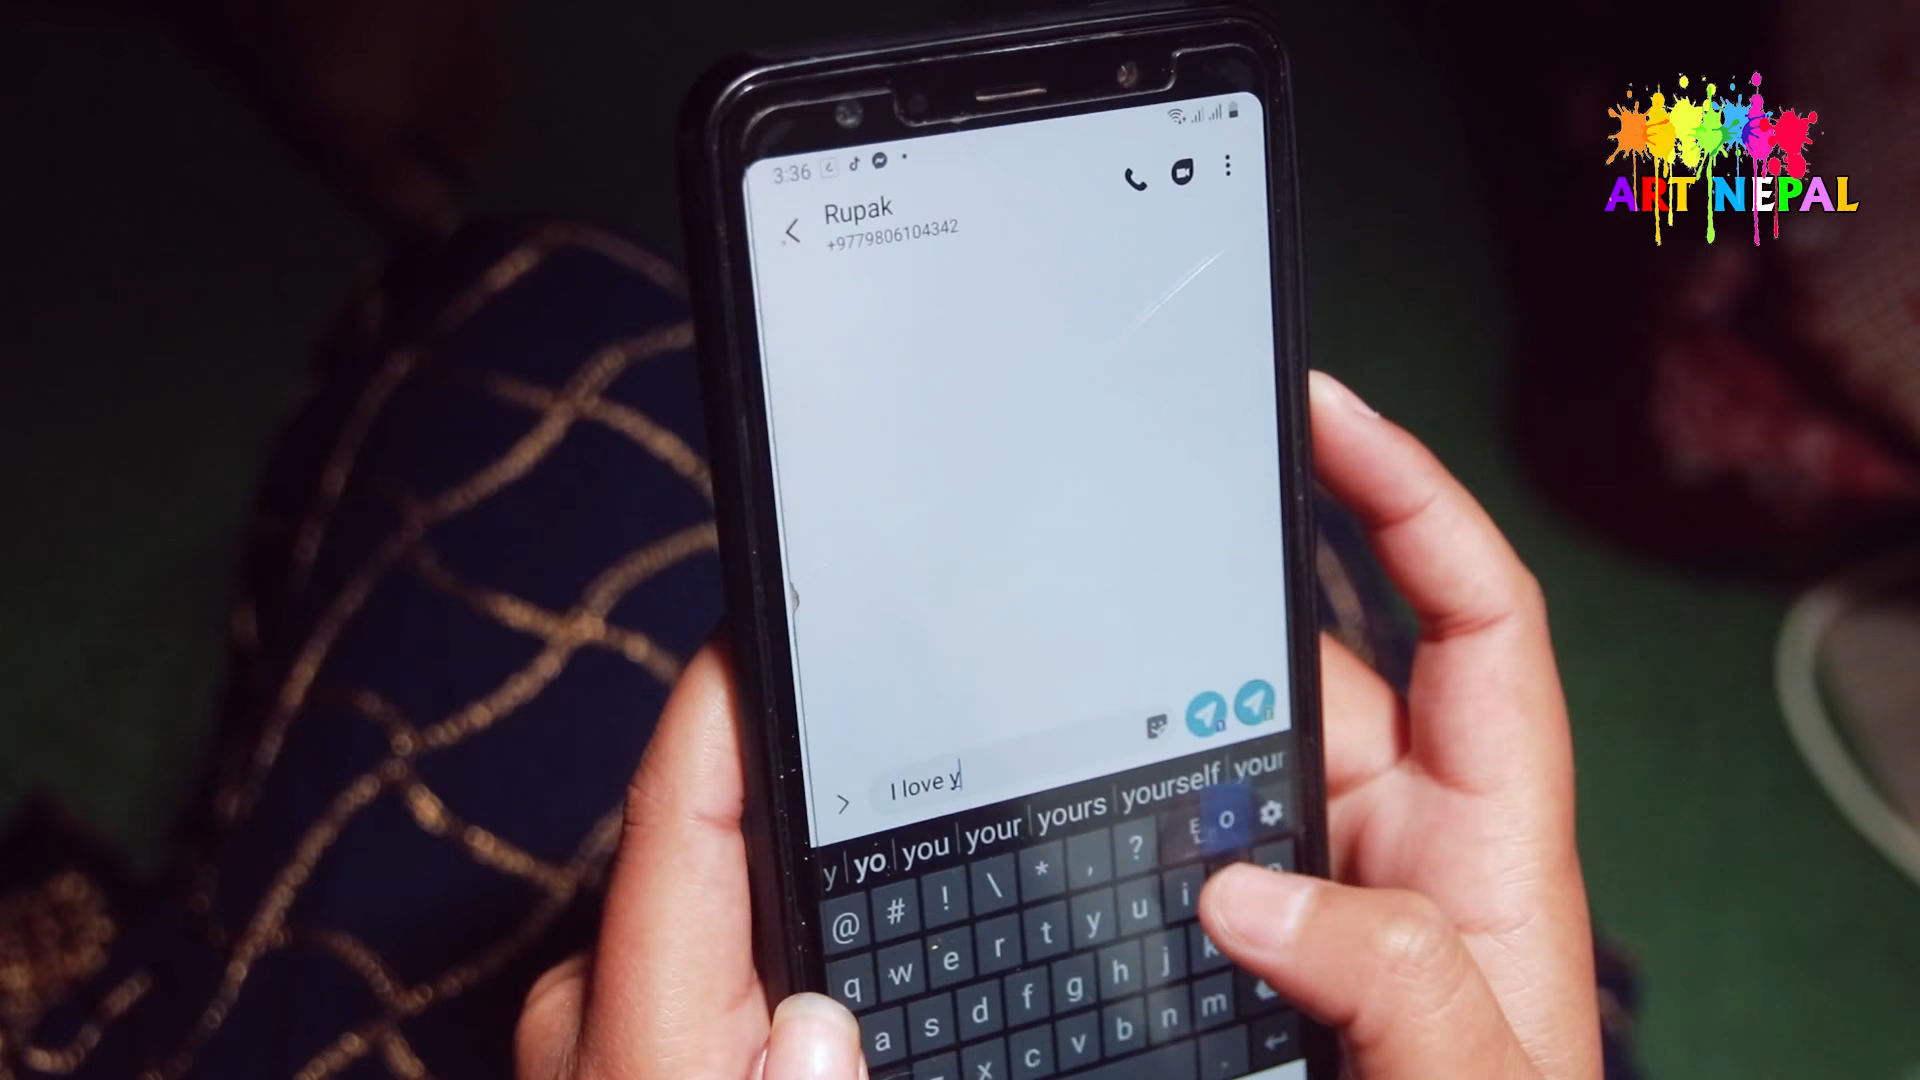 ART NEPAL
3:36
Rupak
+9779806104342
I love y
y yo you your yours yourself your
@ # ! \ * , ?
o
q w e r t y u i
a s d f g h j k
x c v b n m
.